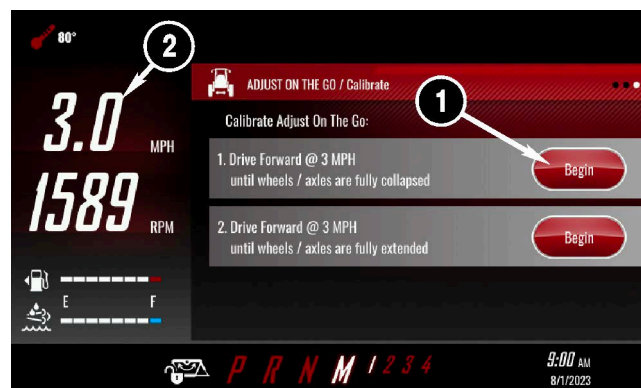 80°
2
ADJUST ON THE GO / Calibrate
1
3.0 MPH
Calibrate Adjust On The Go:
1. Drive Forward @ 3 MPH
until wheels / axles are fully collapsed
Begin
1589 RPM
2. Drive Forward @ 3 MPH
until wheels / axles are fully extended
Begin
E F
P R N M 1 2 3 4
9:00 AM
8/1/2023